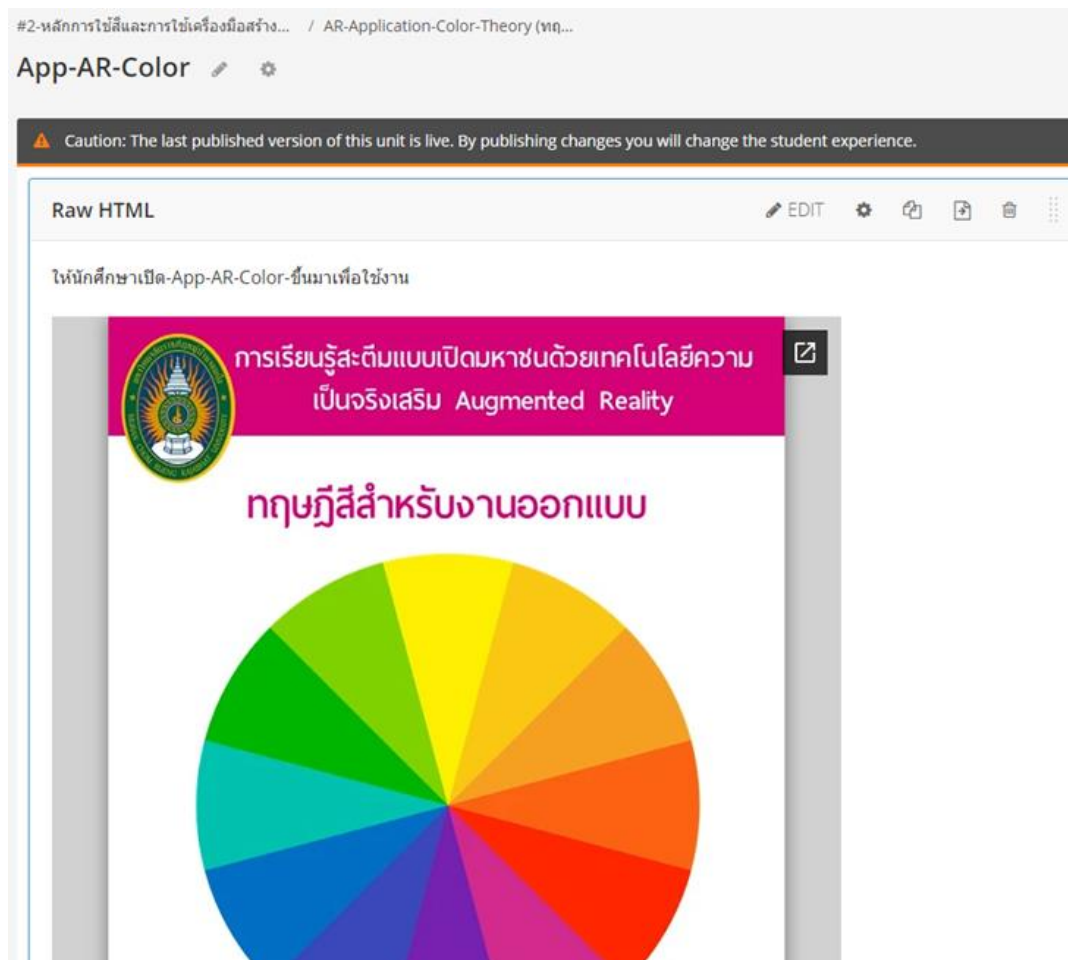 #2-หลักการใช้สีและการใช้เครื่องมือสร้าง... / AR-Application-Color-Theory (ทฤ...
App-AR-Color
Caution: The last published version of this unit is live. By publishing changes you will change the student experience.
Raw HTML EDIT
ให้นักศึกษาเปิด-App-AR-Color-ขึ้นมาเพื่อใช้งาน
การเรียนรู้สะตีมแบบเปิดมหาชนด้วยเทคโนโลยีความ
เป็นจริงเสริม Augmented Reality
ทฤษฎีสีสำหรับงานออกแบบ